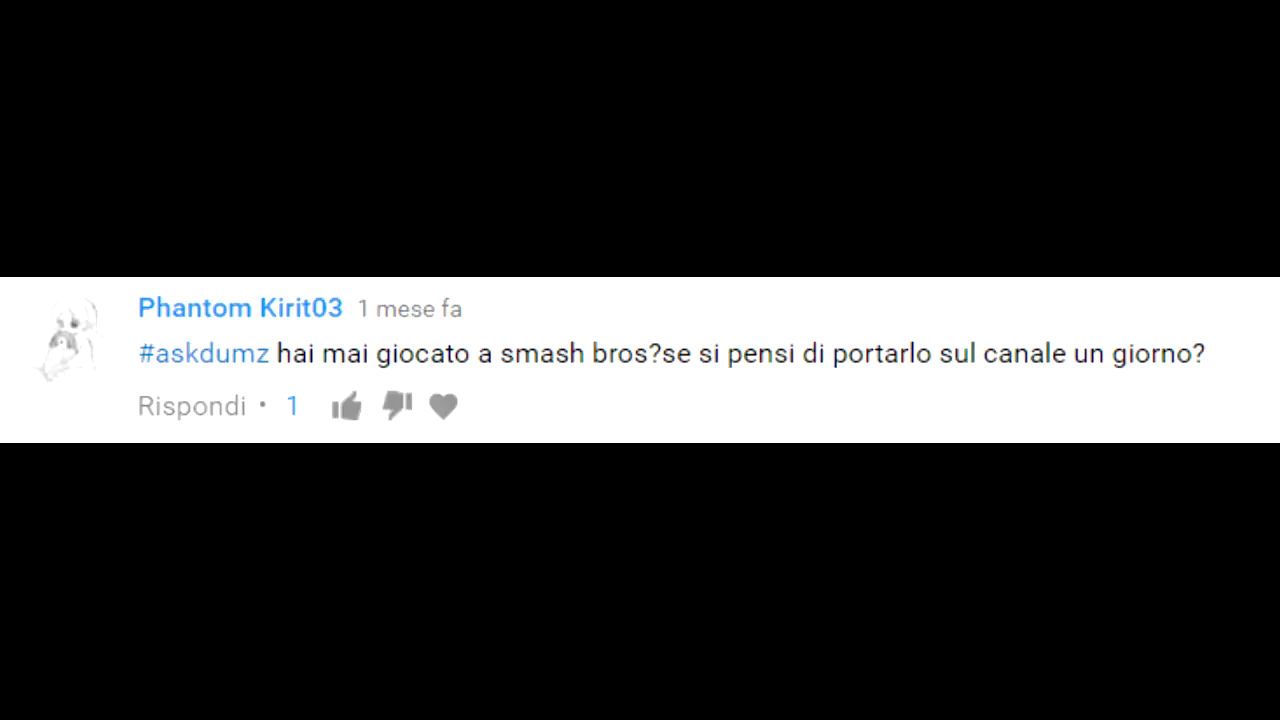 Phantom Kirit03 1 mese fa
#askdumz hai mai giocato a smash bros?se si pensi di portarlo sul canale un giorno?
Rispondi • 1